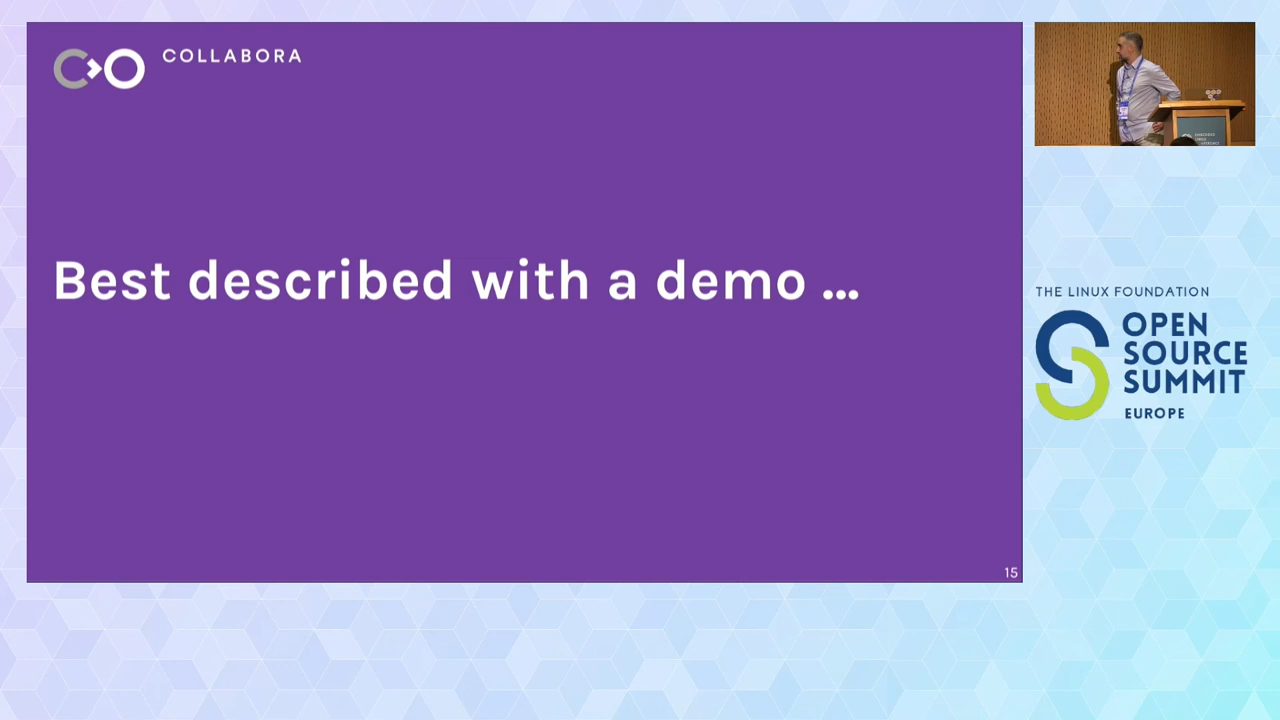 COLLABORA
Best described with a demo ...
15
THE LINUX FOUNDATION
OPEN
SOURCE
SUMMIT
EUROPE